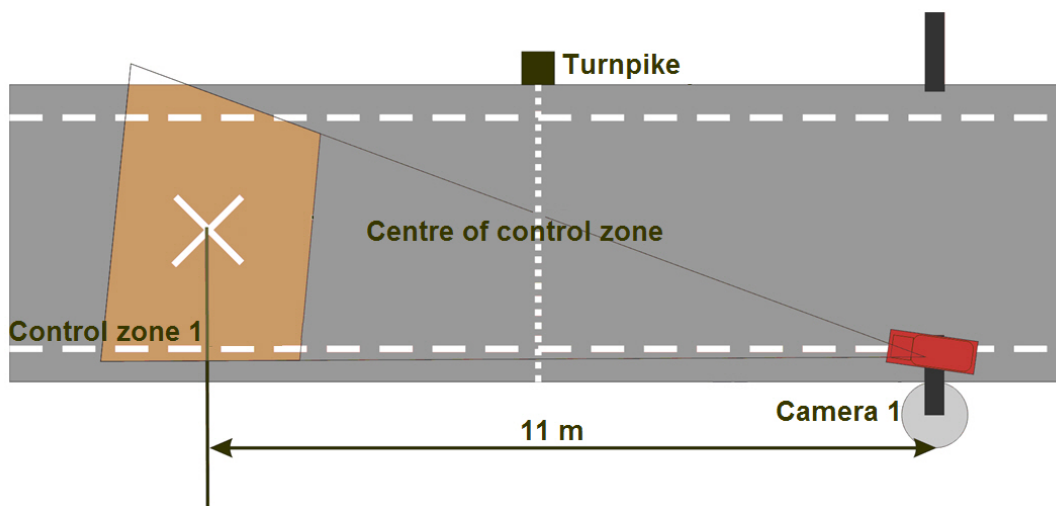 Turnpike
Centre of control zone
Control zone 1
Camera 1
11 m